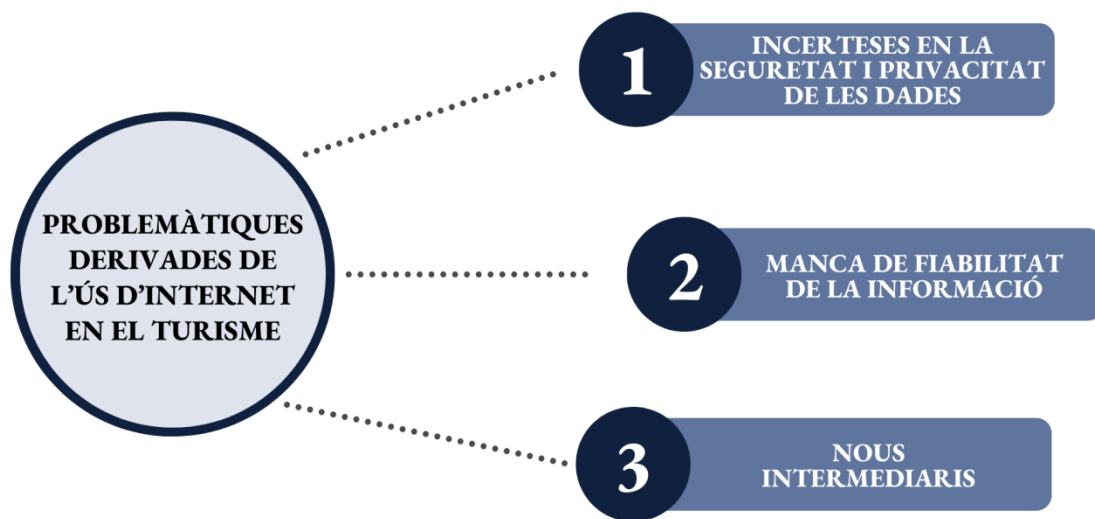 PROBLEMÀTIQUES
DERIVADES DE
L'ÚS D'INTERNET
EN EL TURISME
1
INCERTESES EN LA
SEGURETAT I PRIVACITAT
DE LES DADES
2
MANCA DE FIABILITAT
DE LA INFORMACIÓ
3
NOUS
INTERMEDIARIS